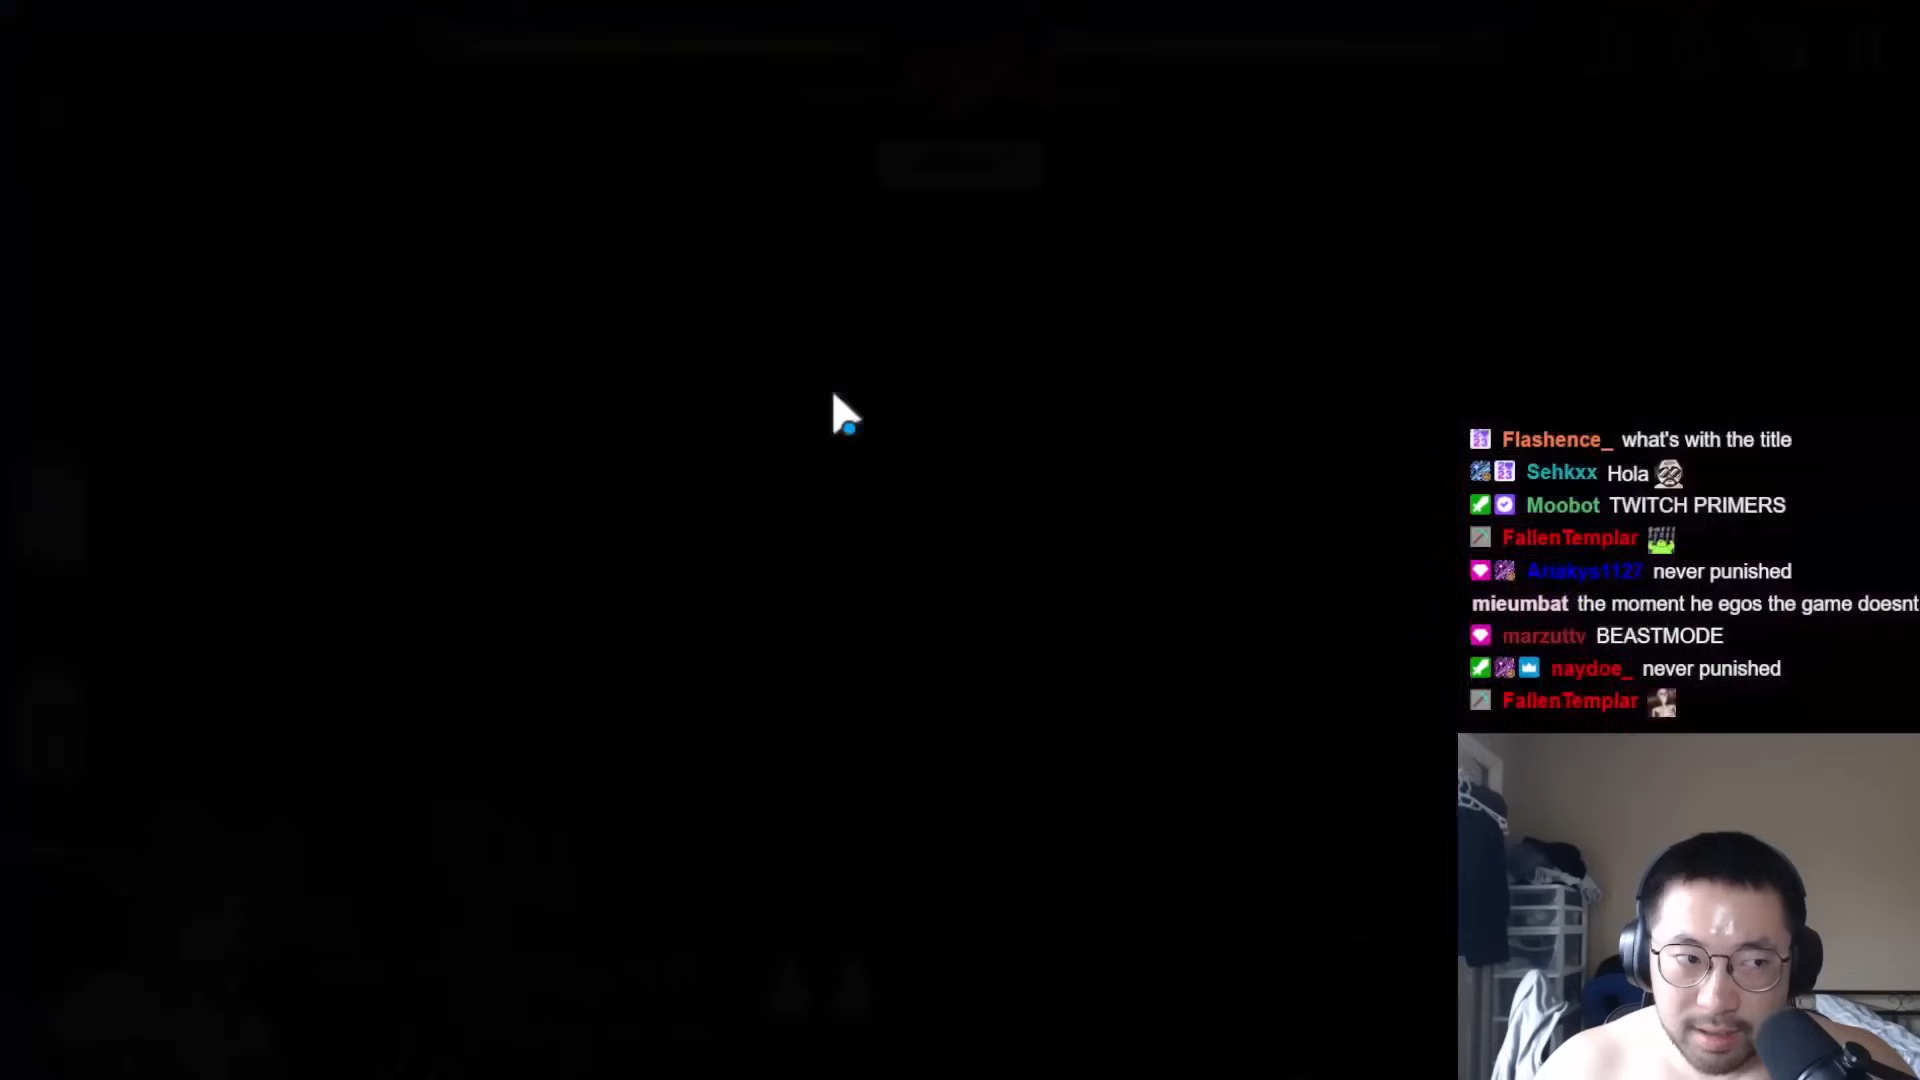 Flashence_ what's with the title
Sehkxx Hola
Moobot TWITCH PRIMERS
FallenTemplar
Anakys1127 never punished
mieumbat the moment he egos the game doesnt
marzuttv BEASTMODE
naydoe_ never punished
FallenTemplar